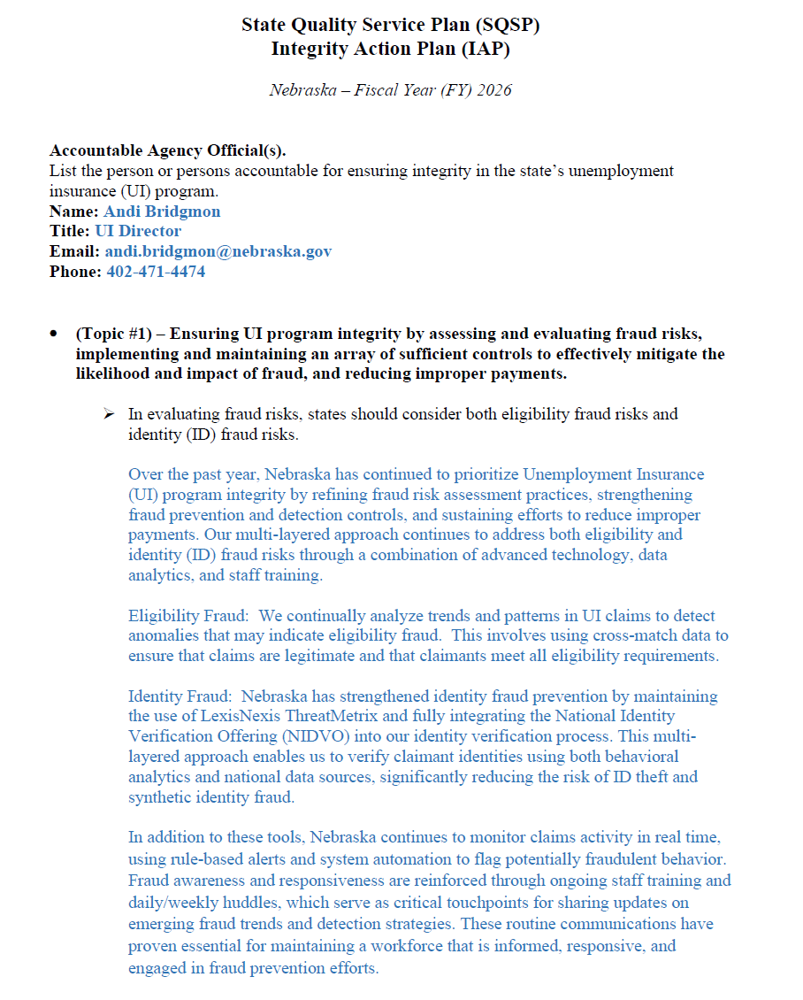 State Quality Service Plan (SQSP)
Integrity Action Plan (IAP)
Nebraska – Fiscal Year (FY) 2026
Accountable Agency Official(s).
List the person or persons accountable for ensuring integrity in the state's unemployment
insurance (UI) program.
Name: Andi Bridgmon
Title: UI Director
Email: andi.bridgmon@nebraska.gov
Phone: 402-471-4474
• (Topic #1) – Ensuring UI program integrity by assessing and evaluating fraud risks,
implementing and maintaining an array of sufficient controls to effectively mitigate the
likelihood and impact of fraud, and reducing improper payments.
➢ In evaluating fraud risks, states should consider both eligibility fraud risks and
identity (ID) fraud risks.
Over the past year, Nebraska has continued to prioritize Unemployment Insurance
(UI) program integrity by refining fraud risk assessment practices, strengthening
fraud prevention and detection controls, and sustaining efforts to reduce improper
payments. Our multi-layered approach continues to address both eligibility and
identity (ID) fraud risks through a combination of advanced technology, data
analytics, and staff training.
Eligibility Fraud:  We continually analyze trends and patterns in UI claims to detect
anomalies that may indicate eligibility fraud.  This involves using cross-match data to
ensure that claims are legitimate and that claimants meet all eligibility requirements.
Identity Fraud:  Nebraska has strengthened identity fraud prevention by maintaining
the use of LexisNexis ThreatMetrix and fully integrating the National Identity
Verification Offering (NIDVO) into our identity verification process. This multi-
layered approach enables us to verify claimant identities using both behavioral
analytics and national data sources, significantly reducing the risk of ID theft and
synthetic identity fraud.
In addition to these tools, Nebraska continues to monitor claims activity in real time,
using rule-based alerts and system automation to flag potentially fraudulent behavior.
Fraud awareness and responsiveness are reinforced through ongoing staff training and
daily/weekly huddles, which serve as critical touchpoints for sharing updates on
emerging fraud trends and detection strategies. These routine communications have
proven essential for maintaining a workforce that is informed, responsive, and
engaged in fraud prevention efforts.